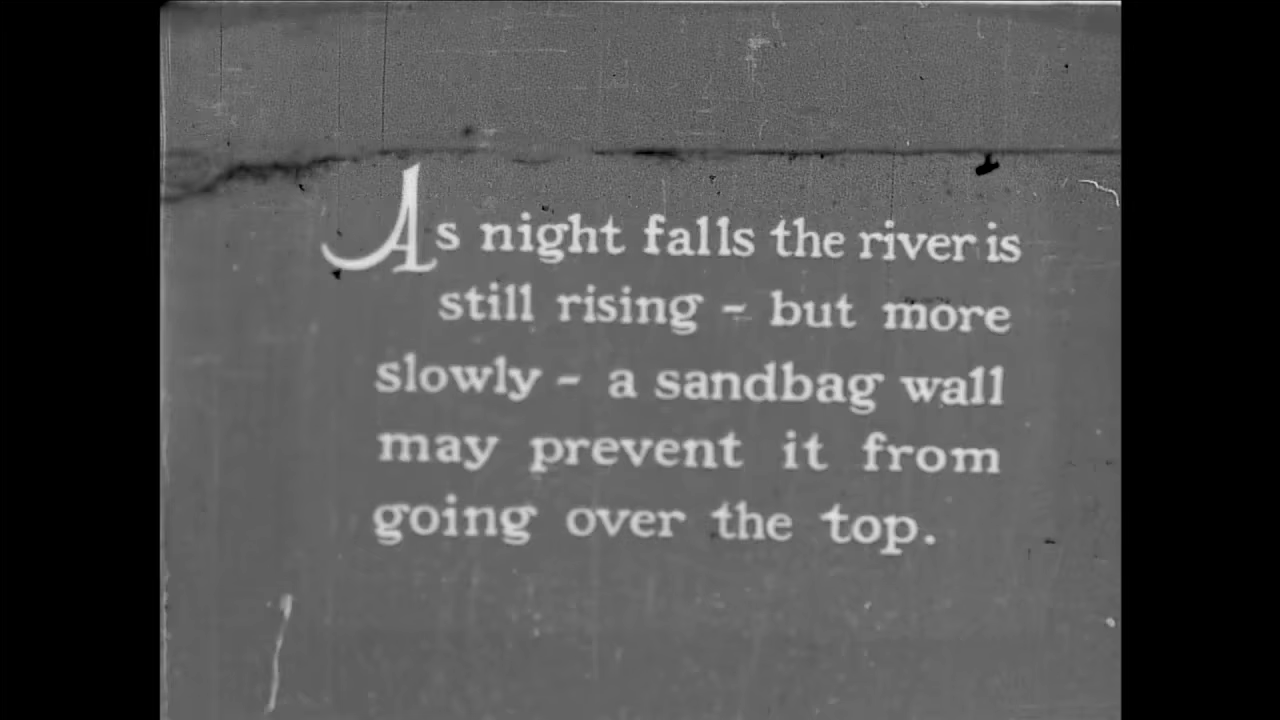 As night falls the river is
still rising - but more
slowly - a sandbag wall
may prevent it from
going over the top.